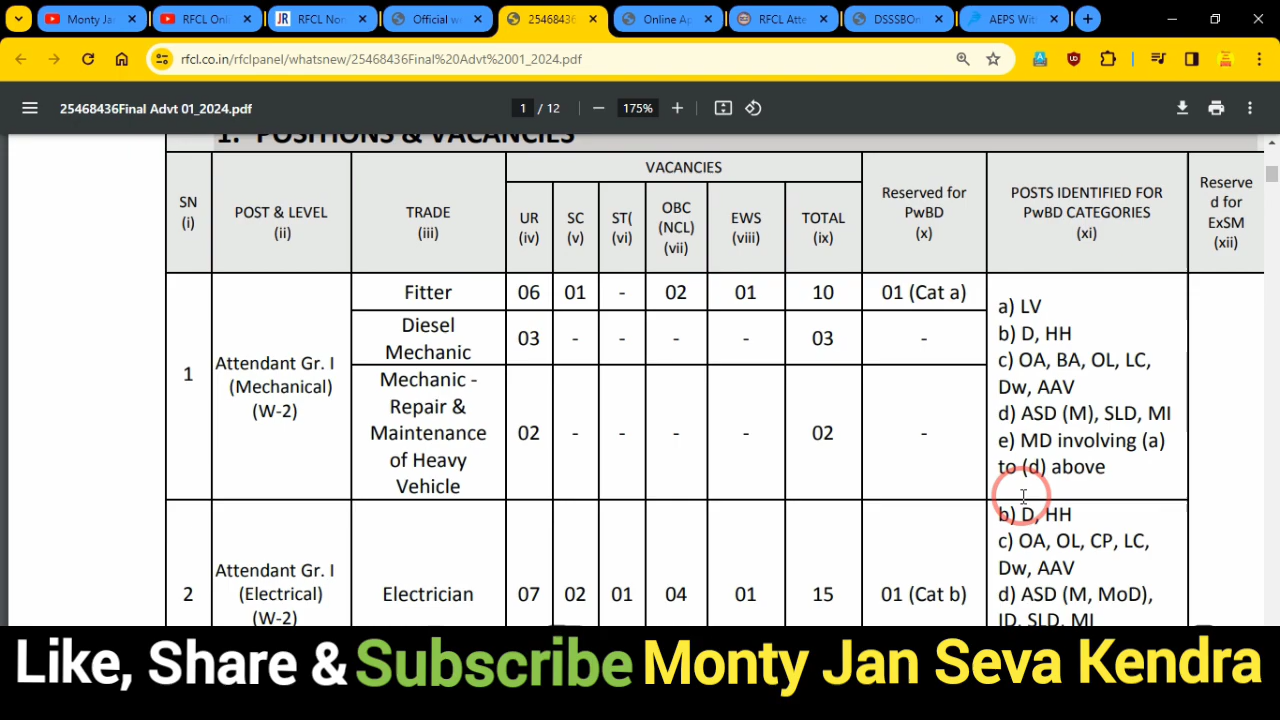 Monty J
RFCL Onl
RFCL Non
Official w
25468436
Online Ap
RFCL Atte
DSSSBOn
AEPS Wit
rfcl.co.in/rfclpanel/whatsnew/25468436Final%20Advt%2001_2024.pdf
25468436Final Advt 01_2024.pdf
1 / 12
175%
1. POSITIONS & VACANCIES
SN
(i)
POST & LEVEL
(ii)
TRADE
(iii)
VACANCIES
UR
(iv)
SC
(v)
ST(
(vi)
OBC
(NCL)
(vii)
EWS
(viii)
TOTAL
(ix)
Reserved for
PwBD
(x)
POSTS IDENTIFIED FOR
PwBD CATEGORIES
(xi)
Reserve
d for
ExSM
(xii)
1
Attendant Gr. I
(Mechanical)
(W-2)
Fitter 06 01 - 02 01 10 01 (Cat a)
Diesel
Mechanic
03 - - - - 03 -
Mechanic -
Repair &
Maintenance
of Heavy
Vehicle
02 - - - - 02 -
a) LV
b) D, HH
c) OA, BA, OL, LC,
Dw, AAV
d) ASD (M), SLD, MI
e) MD involving (a)
to (d) above
2
Attendant Gr. I
(Electrical)
(W-2)
Electrician 07 02 01 04 01 15 01 (Cat b)
b) D, HH
c) OA, OL, CP, LC,
Dw, AAV
d) ASD (M, MoD),
ID, SLD, MI
Like, Share & Subscribe Monty Jan Seva Kendra